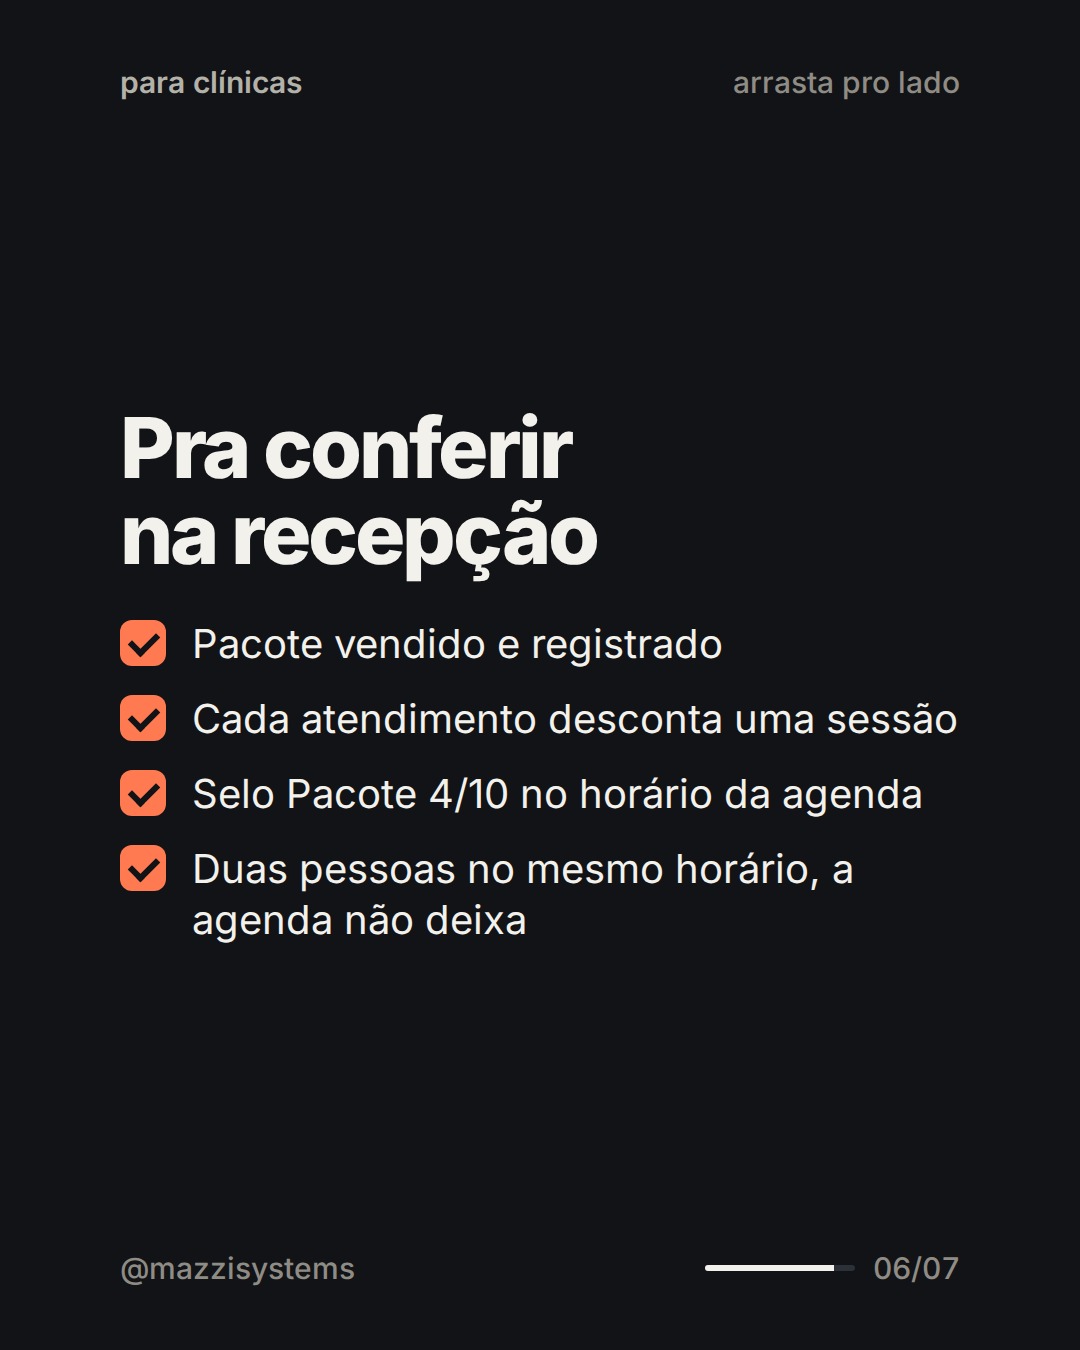 para clínicas
arrasta pro lado
Pra conferir
na recepção
Pacote vendido e registrado
Cada atendimento desconta uma sessão
Selo Pacote 4/10 no horário da agenda
Duas pessoas no mesmo horário, a
agenda não deixa
@mazzisystems
06/07